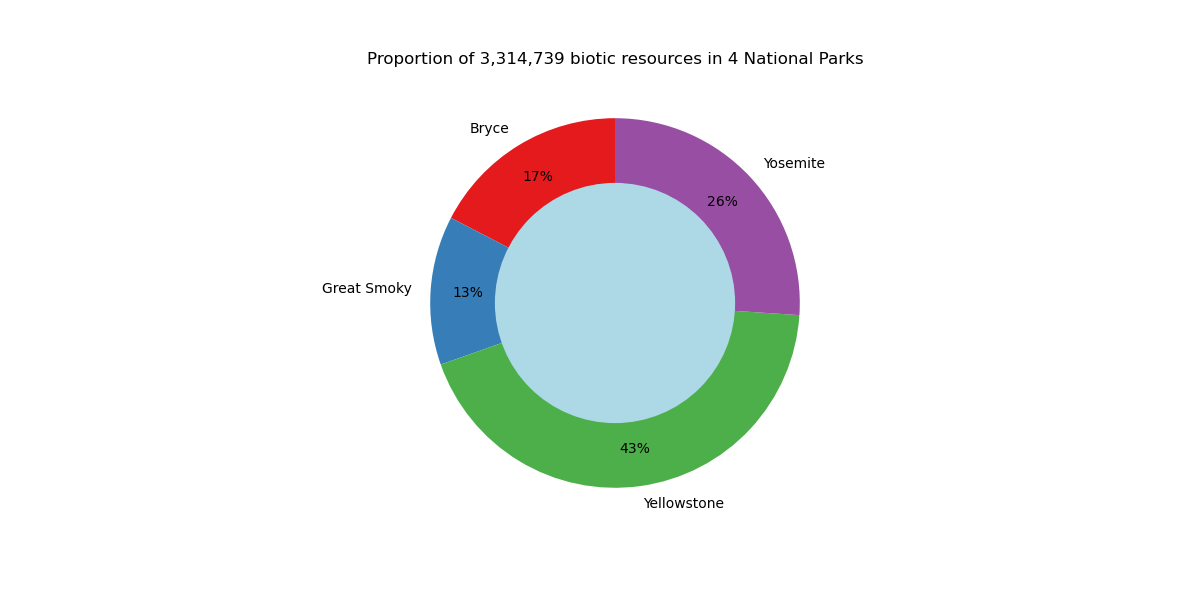 Proportion of 3,314,739 biotic resources in 4 National Parks
Bryce
Yosemite
17%
26%
Great Smoky
13%
43%
Yellowstone